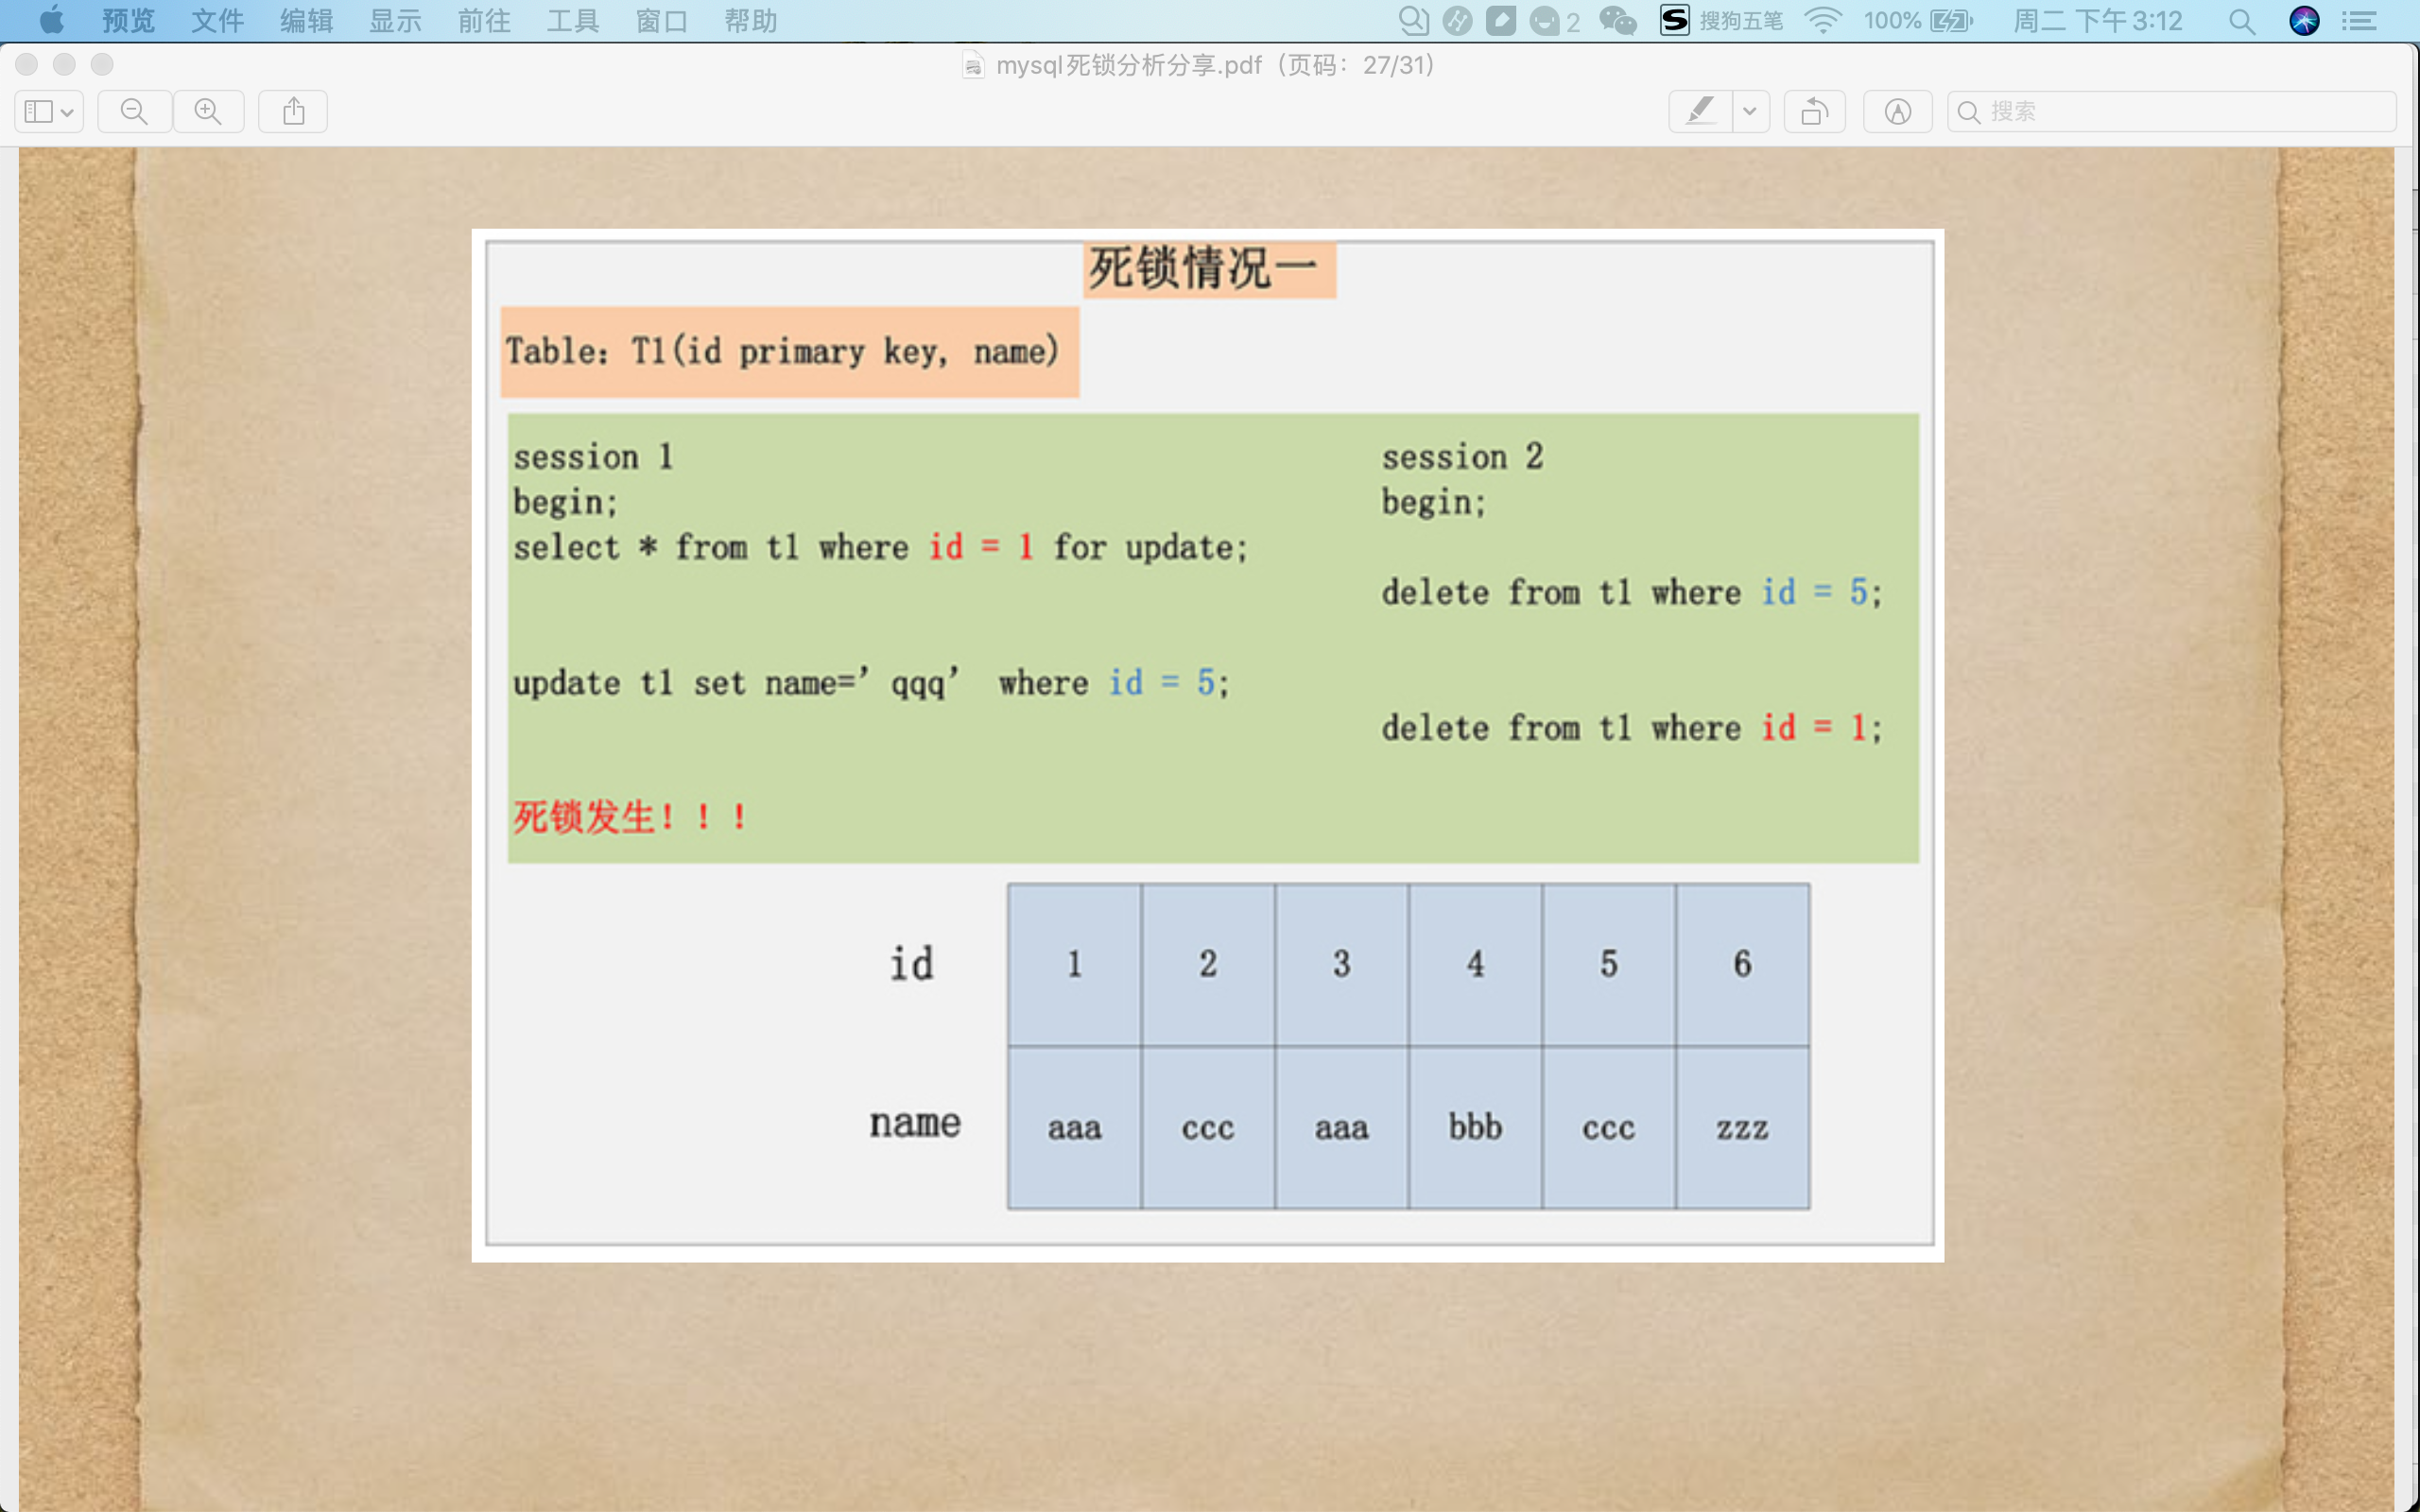 预览 文件 编辑 显示 前往 工具 窗口 帮助 2 S 搜狗五笔 100% 周二 下午 3:12
mysql死锁分析分享.pdf（页码：27/31）
搜索
死锁情况一
Table: T1(id primary key, name)
session 1 session 2
begin; begin;
select * from t1 where id = 1 for update;
delete from t1 where id = 5;
update t1 set name=’ qqq’ where id = 5;
delete from t1 where id = 1;
死锁发生！！！
id 1 2 3 4 5 6
name aaa ccc aaa bbb ccc zzz